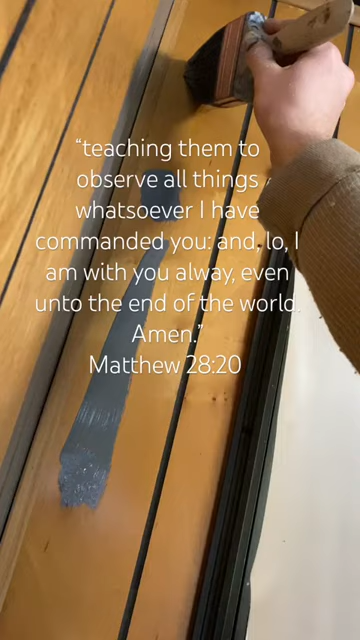 “teaching them to
observe all things
whatsoever I have
commanded you: and, lo, I
am with you alway, even
unto the end of the world.
Amen.”
Matthew 28:20